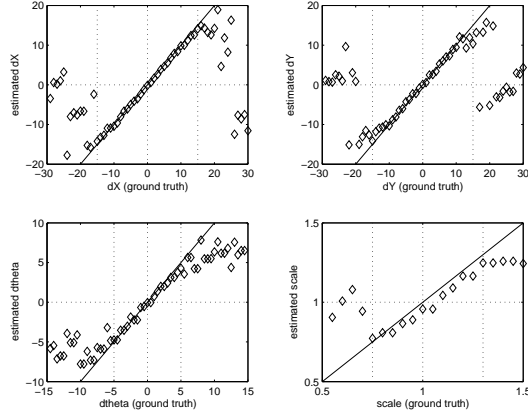 20
10
0
−10
−20
−30 −20 −10 0 10 20 30
estimated dX
dX (ground truth)
20
10
0
−10
−20
−30 −20 −10 0 10 20 30
estimated dY
dY (ground truth)
10
5
0
−5
−10
−15 −10 −5 0 5 10 15
estimated dtheta
dtheta (ground truth)
1.5
1
0.5
0.5 1 1.5
estimated scale
scale (ground truth)